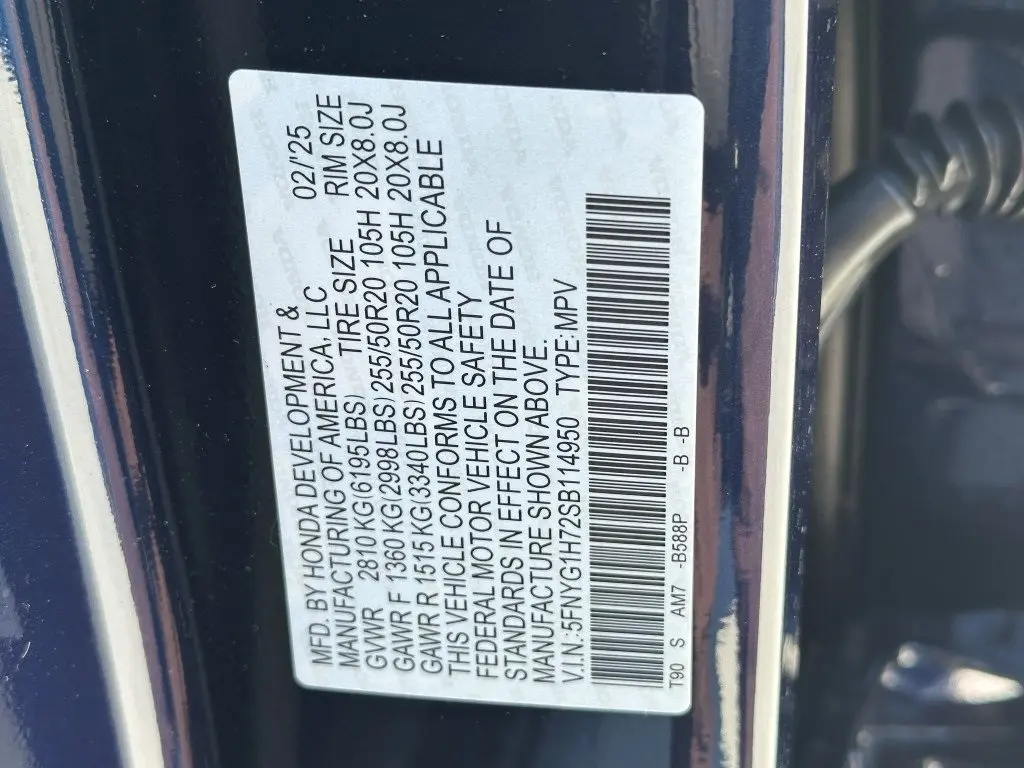 MFD. BY HONDA DEVELOPMENT &
MANUFACTURING OF AMERICA, LLC 02/'25
GVWR 2810 KG(6195LBS) TIRE SIZE RIM SIZE
GAWR F 1360 KG(2998LBS) 255/50R20 105H 20X8.0J
GAWR R 1515 KG(3340LBS) 255/50R20 105H 20X8.0J
THIS VEHICLE CONFORMS TO ALL APPLICABLE
FEDERAL MOTOR VEHICLE SAFETY
STANDARDS IN EFFECT ON THE DATE OF
MANUFACTURE SHOWN ABOVE.
V.I.N.:5FNYG1H72SB114950 TYPE:MPV
T90 S AM7 -B588P -B -B